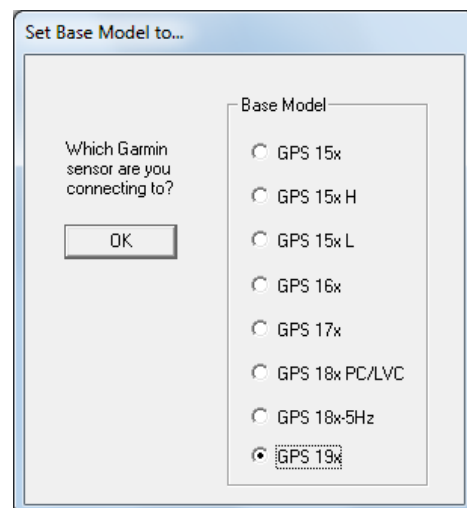 Set Base Model to...
Which Garmin
sensor are you
connecting to?
OK
Base Model
GPS 15x
GPS 15x H
GPS 15x L
GPS 16x
GPS 17x
GPS 18x PC/LVC
GPS 18x-5Hz
GPS 19x